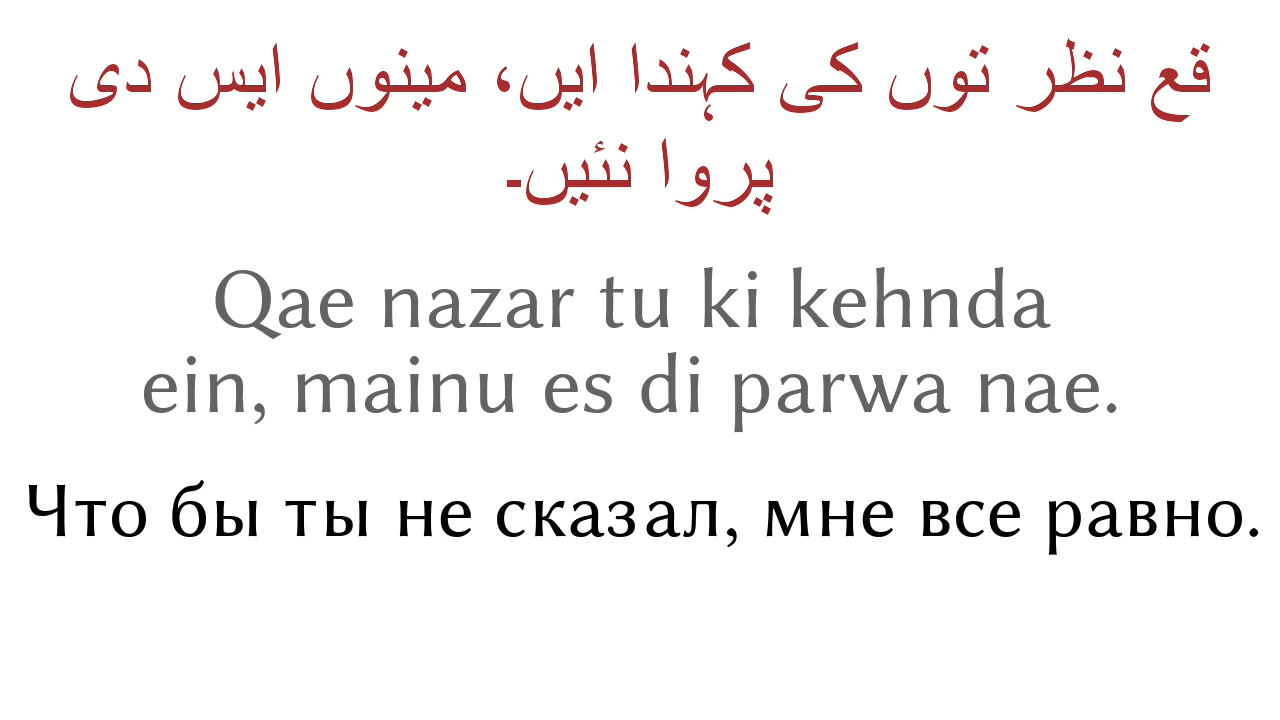 قع نظر توں کی کہندا ایں، مینوں ایس دی
پروا نئیں۔
Qae nazar tu ki kehnda
ein, mainu es di parwa nae.
Что бы ты не сказал, мне все равно.